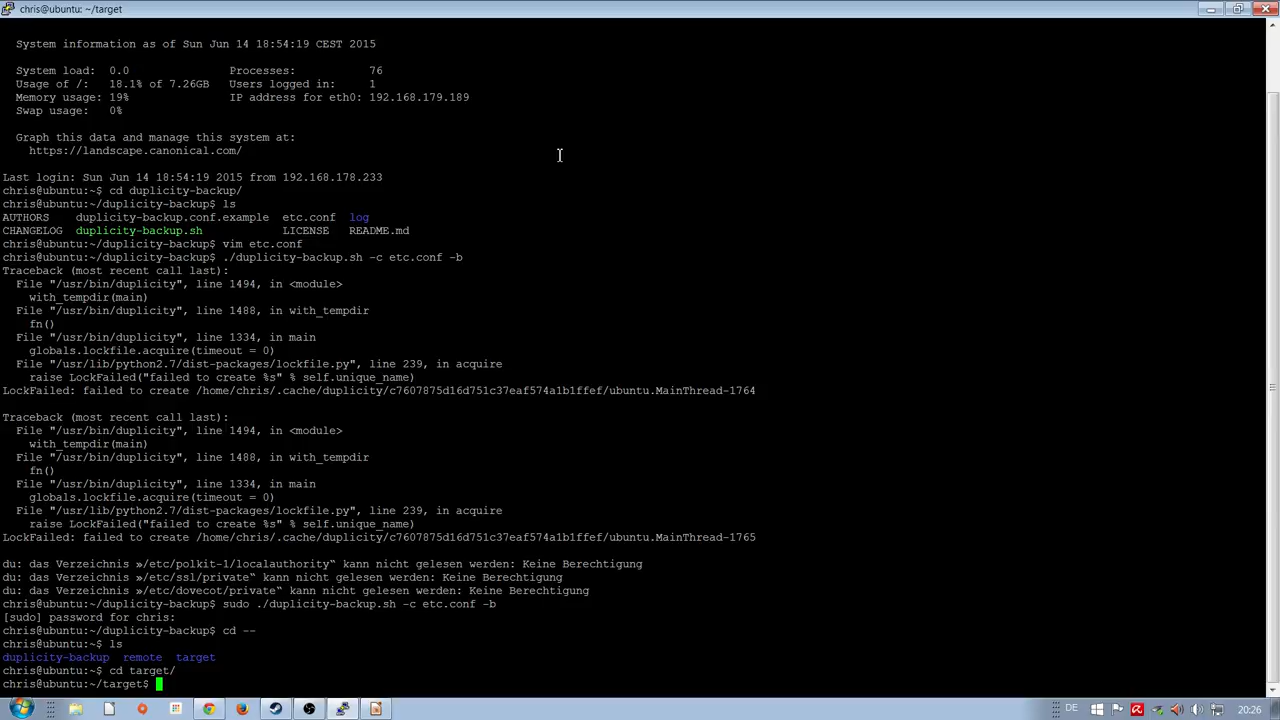 chris@ubuntu: ~/target
System information as of Sun Jun 14 18:54:19 CEST 2015
System load: 0.0 Processes: 76
Usage of /: 18.1% of 7.26GB Users logged in: 1
Memory usage: 19% IP address for eth0: 192.168.179.189
Swap usage: 0%
Graph this data and manage this system at:
https://landscape.canonical.com/
Last login: Sun Jun 14 18:54:19 2015 from 192.168.178.233
chris@ubuntu:~$ cd duplicity-backup/
chris@ubuntu:~/duplicity-backup$ ls
AUTHORS duplicity-backup.conf.example etc.conf log
CHANGELOG duplicity-backup.sh LICENSE README.md
chris@ubuntu:~/duplicity-backup$ vim etc.conf
chris@ubuntu:~/duplicity-backup$ ./duplicity-backup.sh -c etc.conf -b
Traceback (most recent call last):
File "/usr/bin/duplicity", line 1494, in <module>
with_tempdir(main)
File "/usr/bin/duplicity", line 1488, in with_tempdir
fn()
File "/usr/bin/duplicity", line 1334, in main
globals.lockfile.acquire(timeout = 0)
File "/usr/lib/python2.7/dist-packages/lockfile.py", line 239, in acquire
raise LockFailed("failed to create %s" % self.unique_name)
LockFailed: failed to create /home/chris/.cache/duplicity/c7607875d16d751c37eaf574a1b1ffef/ubuntu.MainThread-1764
Traceback (most recent call last):
File "/usr/bin/duplicity", line 1494, in <module>
with_tempdir(main)
File "/usr/bin/duplicity", line 1488, in with_tempdir
fn()
File "/usr/bin/duplicity", line 1334, in main
globals.lockfile.acquire(timeout = 0)
File "/usr/lib/python2.7/dist-packages/lockfile.py", line 239, in acquire
raise LockFailed("failed to create %s" % self.unique_name)
LockFailed: failed to create /home/chris/.cache/duplicity/c7607875d16d751c37eaf574a1b1ffef/ubuntu.MainThread-1765
du: das Verzeichnis »/etc/polkit-1/localauthority“ kann nicht gelesen werden: Keine Berechtigung
du: das Verzeichnis »/etc/ssl/private“ kann nicht gelesen werden: Keine Berechtigung
du: das Verzeichnis »/etc/dovecot/private“ kann nicht gelesen werden: Keine Berechtigung
chris@ubuntu:~/duplicity-backup$ sudo ./duplicity-backup.sh -c etc.conf -b
[sudo] password for chris:
chris@ubuntu:~/duplicity-backup$ cd --
chris@ubuntu:~$ ls
duplicity-backup remote target
chris@ubuntu:~$ cd target/
chris@ubuntu:~/target$
DE 20:26